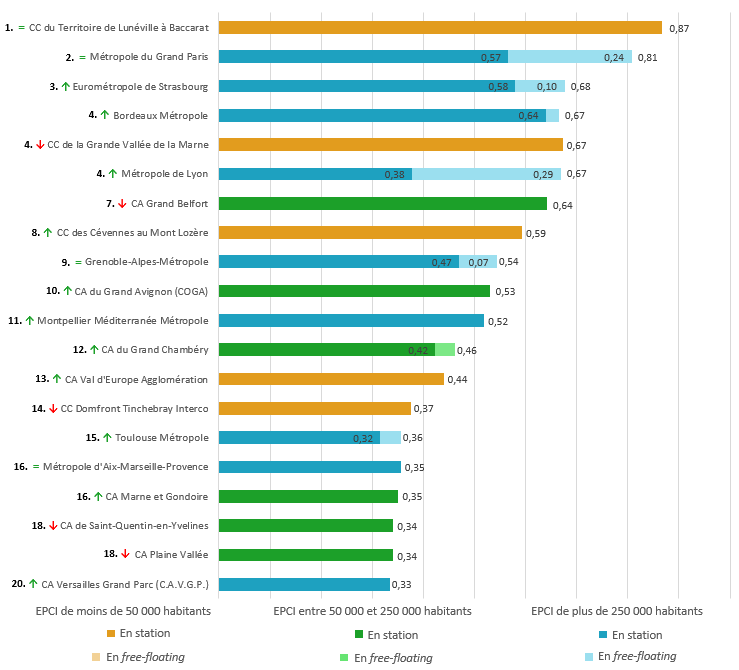 1. = CC du Territoire de Lunéville à Baccarat 0,87
2. = Métropole du Grand Paris 0,57 0,24 0,81
3. ↑ Eurométropole de Strasbourg 0,58 0,10 0,68
4. ↑ Bordeaux Métropole 0,64 0,67
4. ↓ CC de la Grande Vallée de la Marne 0,67
4. ↑ Métropole de Lyon 0,38 0,29 0,67
7. ↓ CA Grand Belfort 0,64
8. ↑ CC des Cévennes au Mont Lozère 0,59
9. = Grenoble-Alpes-Métropole 0,47 0,07 0,54
10. ↑ CA du Grand Avignon (COGA) 0,53
11. ↑ Montpellier Méditerranée Métropole 0,52
12. ↑ CA du Grand Chambéry 0,42 0,46
13. ↑ CA Val d'Europe Agglomération 0,44
14. ↓ CC Domfront Tinchebray Interco 0,37
15. ↑ Toulouse Métropole 0,32 0,36
16. = Métropole d'Aix-Marseille-Provence 0,35
16. ↑ CA Marne et Gondoire 0,35
18. ↓ CA de Saint-Quentin-en-Yvelines 0,34
18. ↓ CA Plaine Vallée 0,34
20. ↑ CA Versailles Grand Parc (C.A.V.G.P.) 0,33
EPCI de moins de 50 000 habitants EPCI entre 50 000 et 250 000 habitants EPCI de plus de 250 000 habitants
En station En station En station
En free-floating En free-floating En free-floating